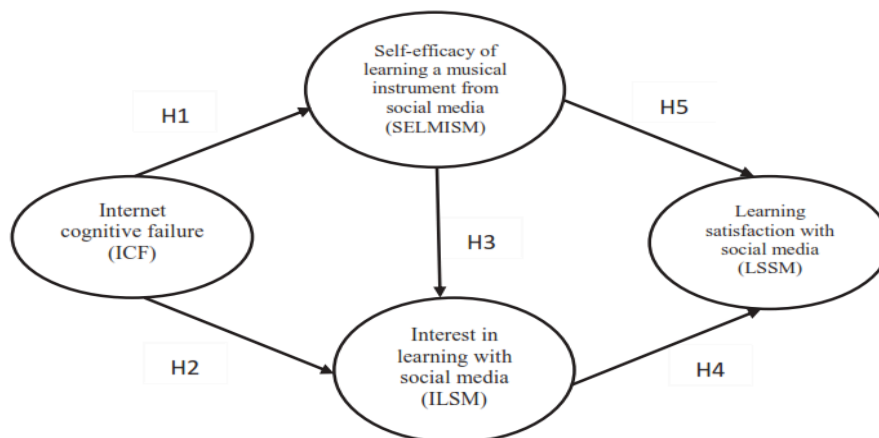 Self-efficacy of
learning a musical
instrument from
social media
(SELMISM)
H1
H5
Internet
cognitive failure
(ICF)
H3
Learning
satisfaction with
social media
(LSSM)
H2
Interest in
learning with
social media
(ILSM)
H4